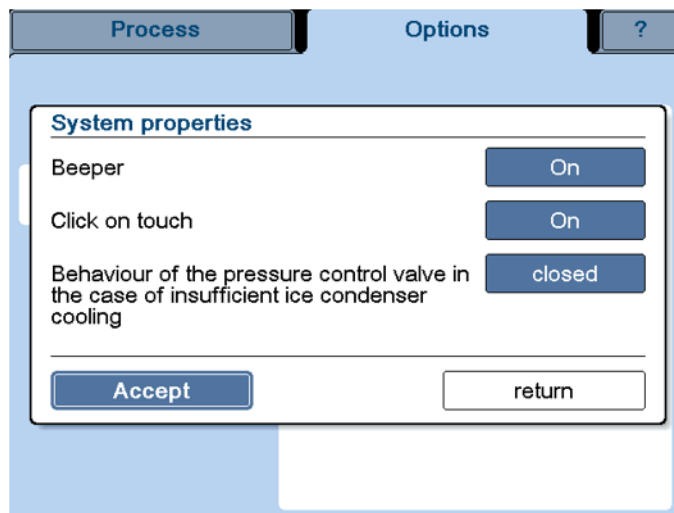 Process
Options
?
System properties
Beeper
On
Click on touch
On
Behaviour of the pressure control valve in
the case of insufficient ice condenser
cooling
closed
Accept
return